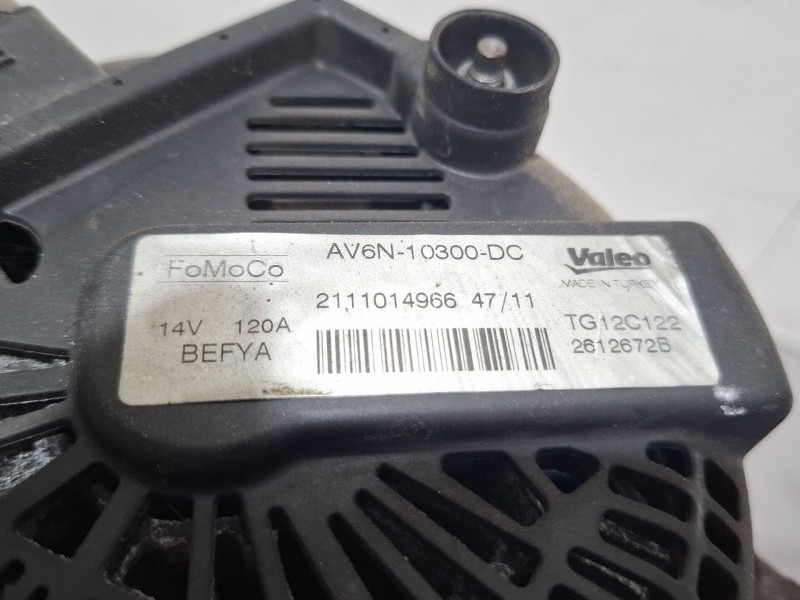 FoMoCo AV6N-10300-DC Valeo
MADE IN TURKEY
2111014966 47/11
14V 120A TG12C122
BEFYA 2612672B